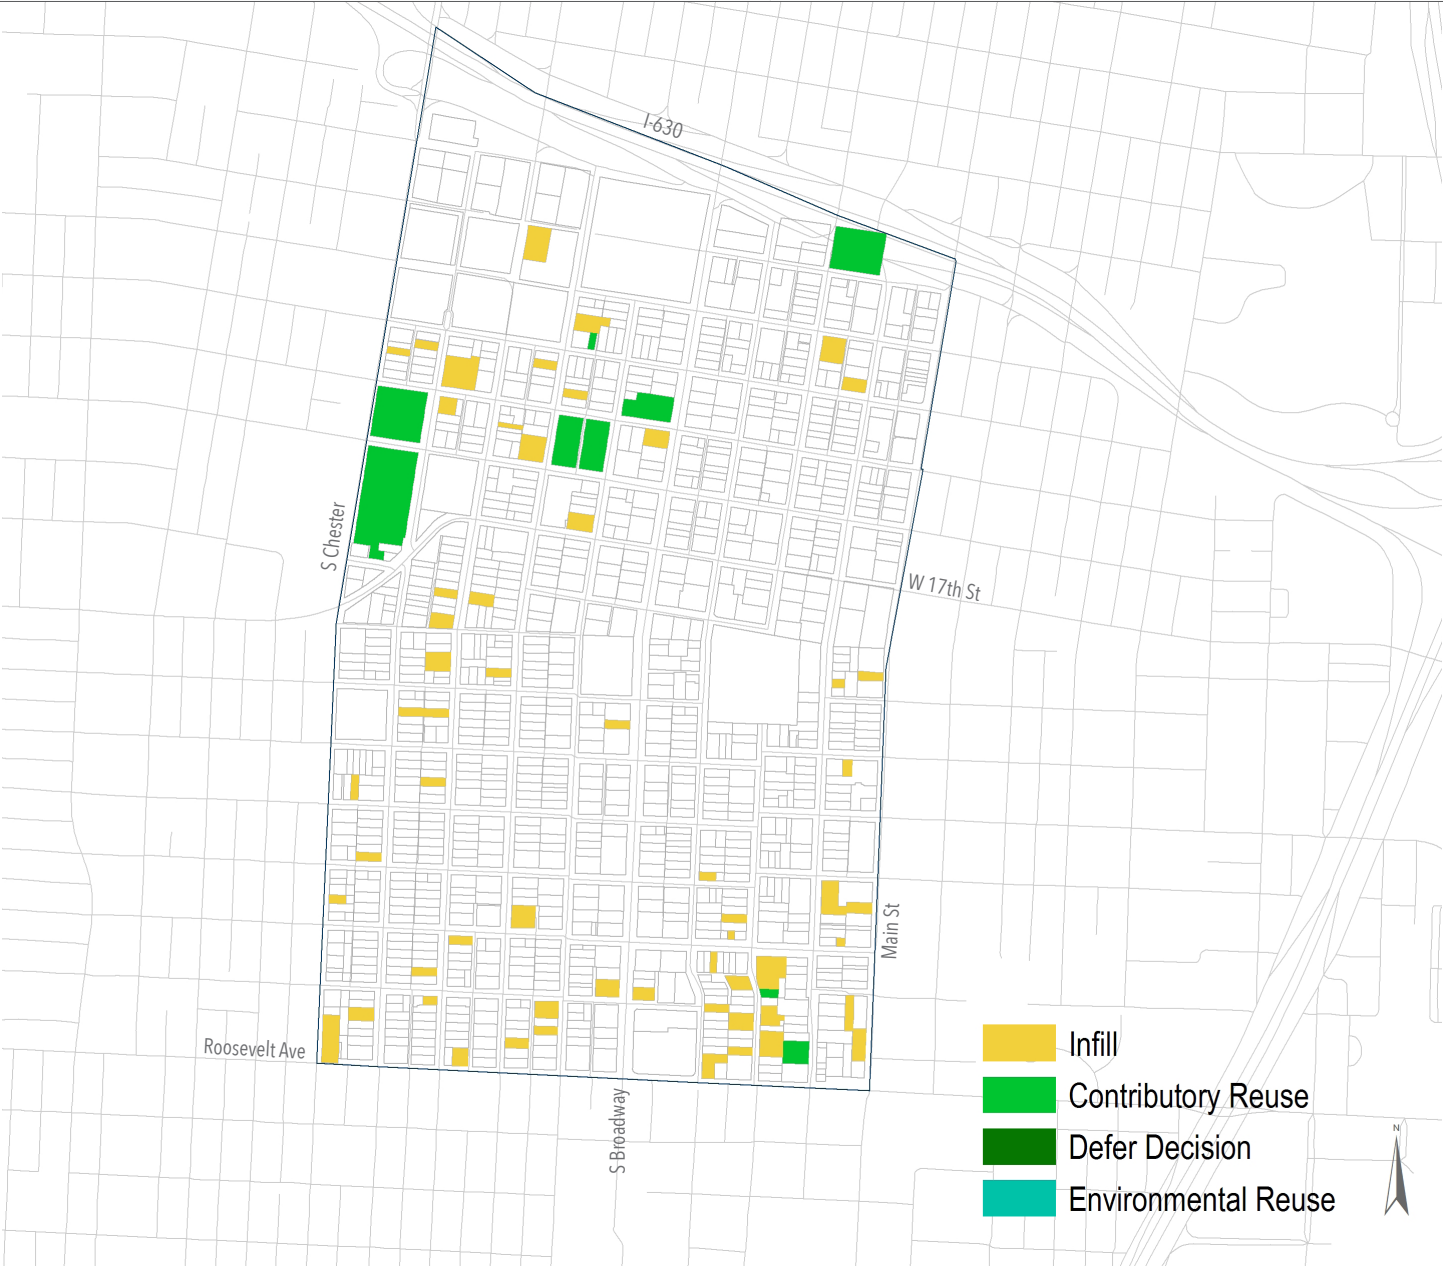 I-630
S Chester
W 17th St
Main St
Roosevelt Ave
S Broadway
Infill
Contributory Reuse
Defer Decision
Environmental Reuse
N